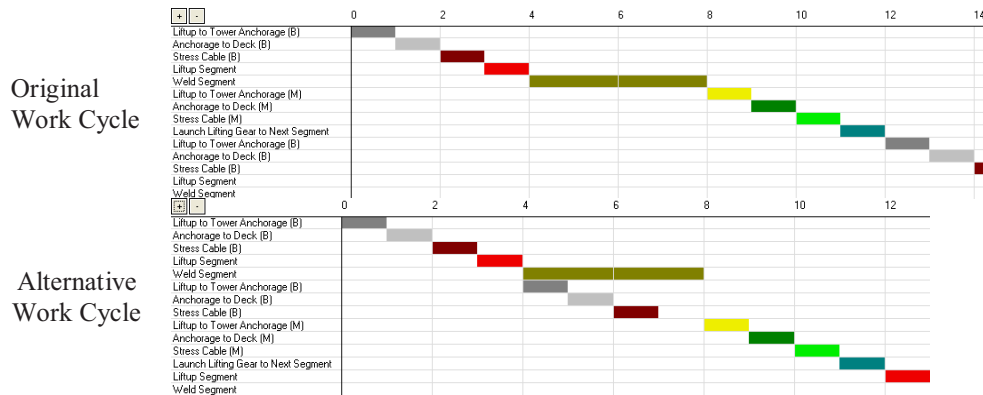 + -
0 2 4 6 8 10 12 14
Liftup to Tower Anchorage (B)
Anchorage to Deck (B)
Stress Cable (B)
Liftup Segment
Weld Segment
Liftup to Tower Anchorage (M)
Anchorage to Deck (M)
Stress Cable (M)
Launch Lifting Gear to Next Segment
Liftup to Tower Anchorage (B)
Anchorage to Deck (B)
Stress Cable (B)
Liftup Segment
Weld Segment
Original
Work Cycle
+ -
0 2 4 6 8 10 12
Liftup to Tower Anchorage (B)
Anchorage to Deck (B)
Stress Cable (B)
Liftup Segment
Weld Segment
Liftup to Tower Anchorage (B)
Anchorage to Deck (B)
Stress Cable (B)
Liftup to Tower Anchorage (M)
Anchorage to Deck (M)
Stress Cable (M)
Launch Lifting Gear to Next Segment
Liftup Segment
Weld Segment
Alternative
Work Cycle